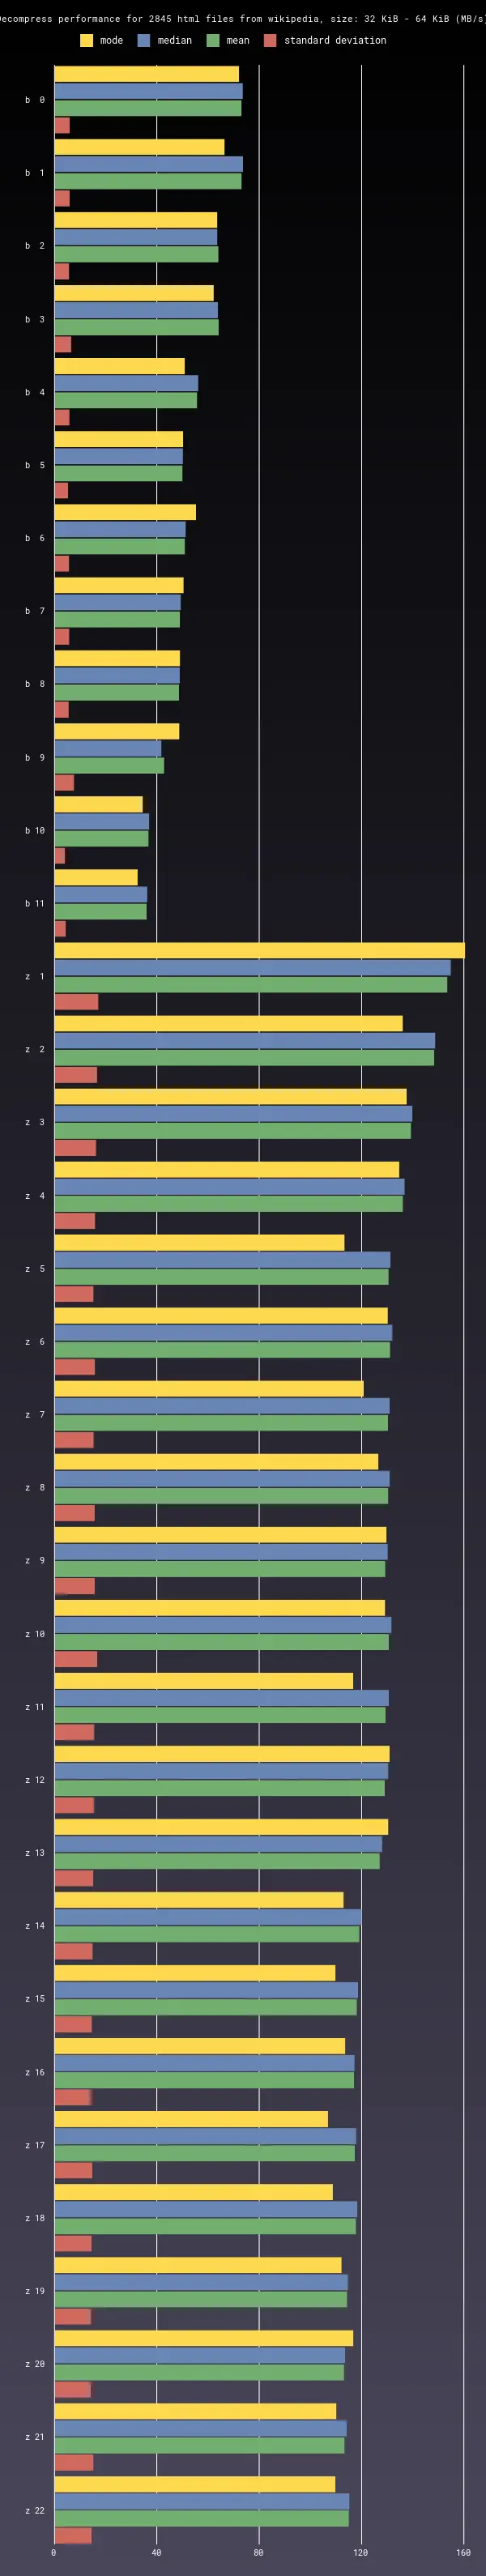 decompress performance for 2845 html files from wikipedia, size: 32 KiB - 64 KiB (MB/s)
mode median mean standard deviation
b 0
b 1
b 2
b 3
b 4
b 5
b 6
b 7
b 8
b 9
b 10
b 11
z 1
z 2
z 3
z 4
z 5
z 6
z 7
z 8
z 9
z 10
z 11
z 12
z 13
z 14
z 15
z 16
z 17
z 18
z 19
z 20
z 21
z 22
0 40 80 120 160